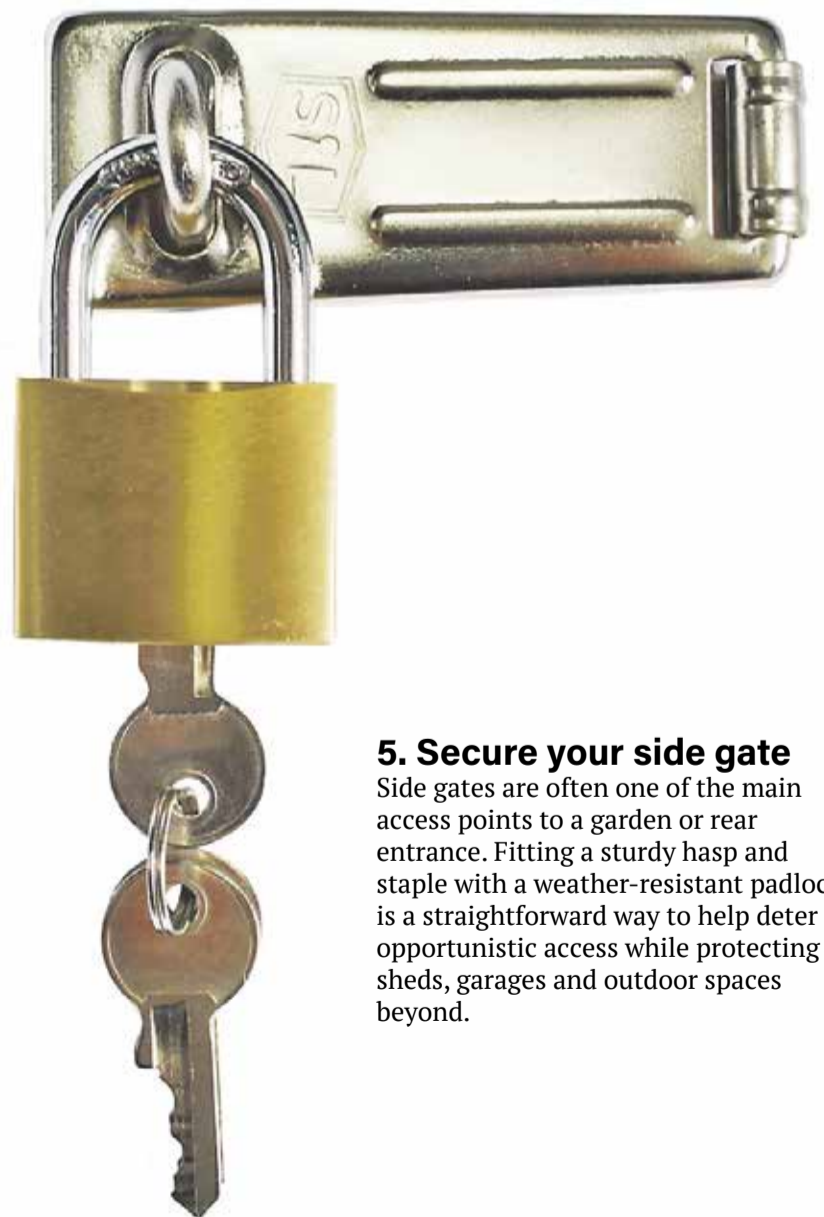 5. Secure your side gate
Side gates are often one of the main
access points to a garden or rear
entrance. Fitting a sturdy hasp and
staple with a weather-resistant padloc
is a straightforward way to help deter
opportunistic access while protecting
sheds, garages and outdoor spaces
beyond.